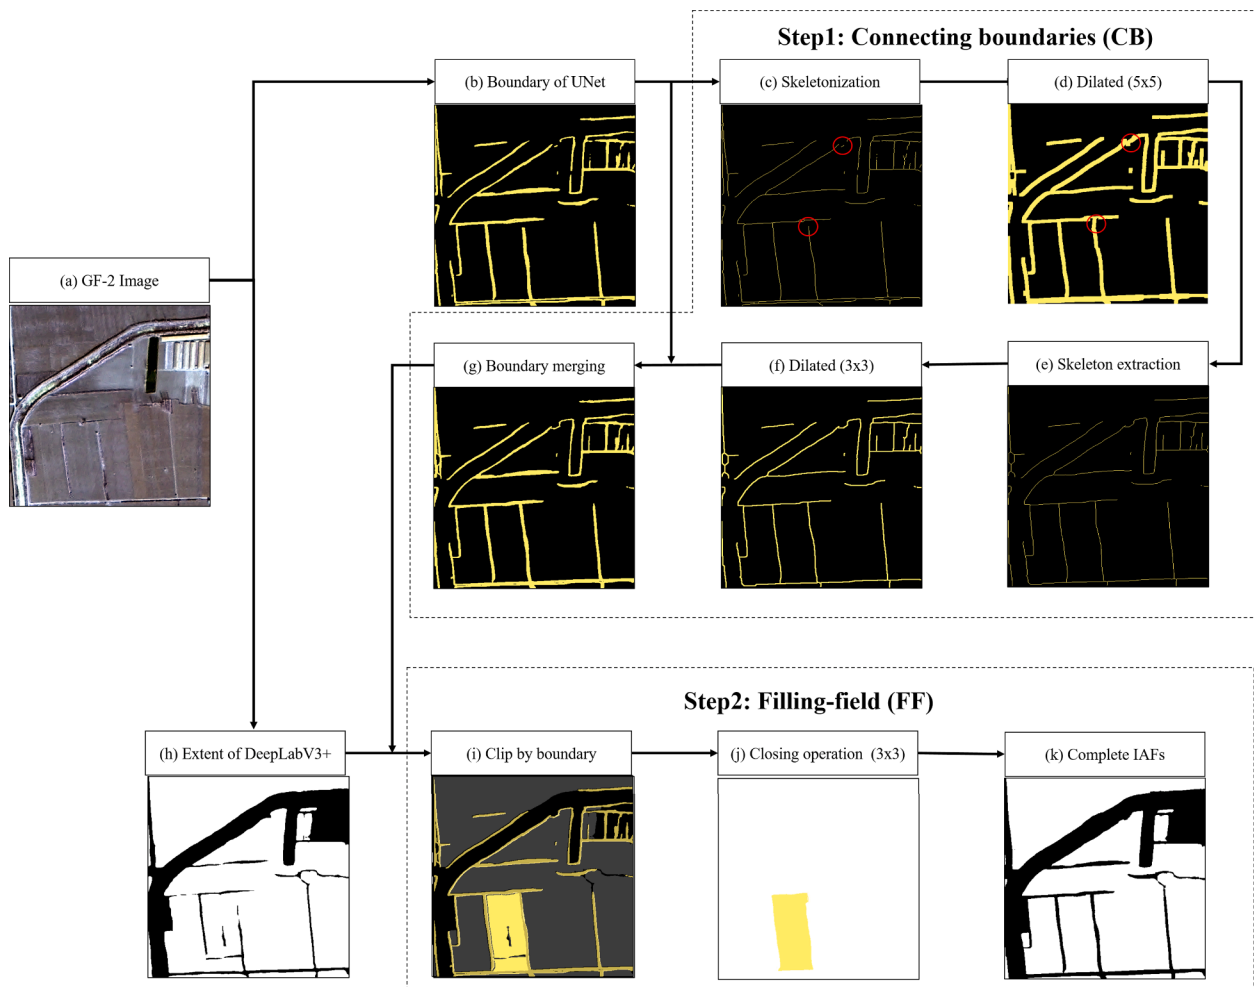 Step1: Connecting boundaries (CB)
(b) Boundary of UNet
(c) Skeletonization
(d) Dilated (5x5)
(a) GF-2 Image
(g) Boundary merging
(f) Dilated (3x3)
(e) Skeleton extraction
Step2: Filling-field (FF)
(h) Extent of DeepLabV3+
(i) Clip by boundary
(j) Closing operation (3x3)
(k) Complete IAFs